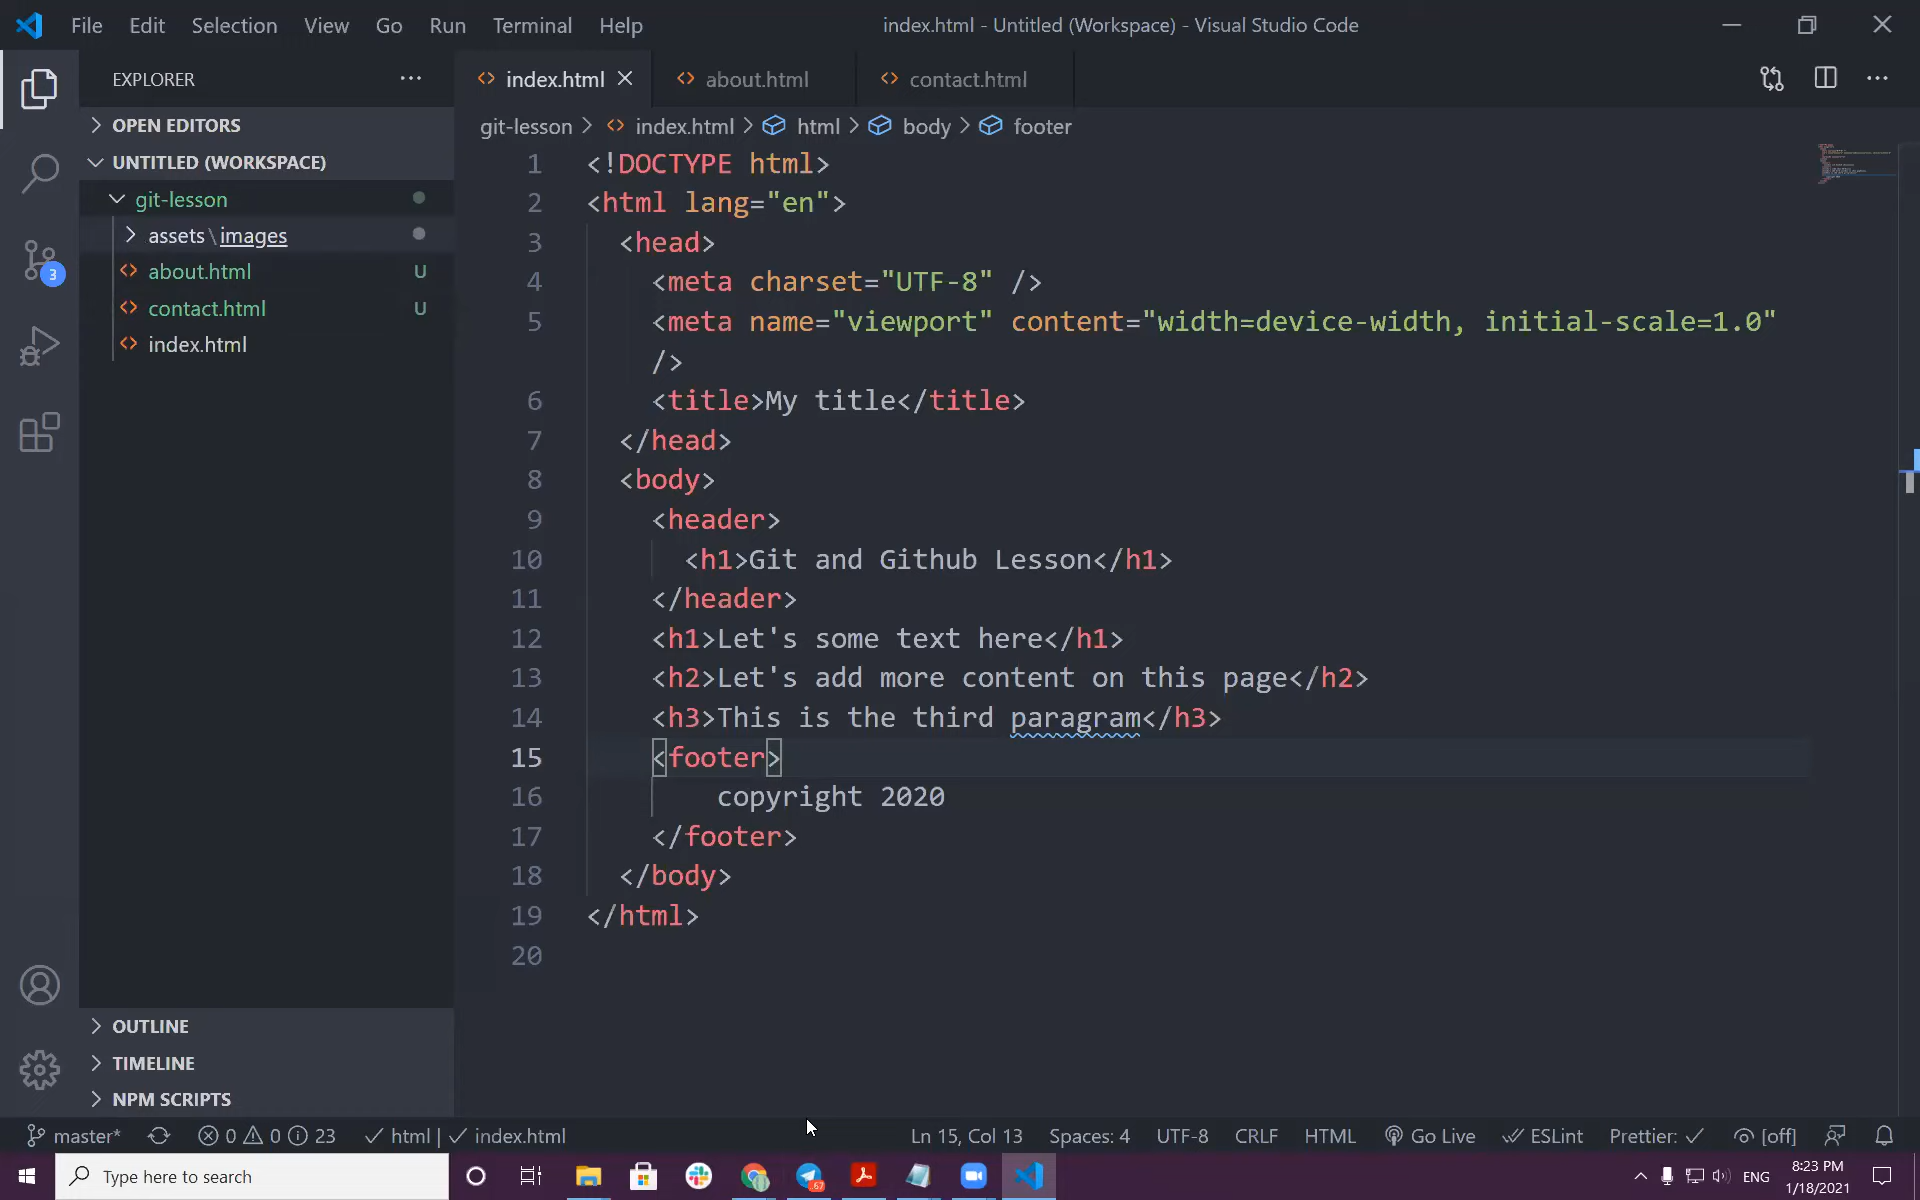 File Edit Selection View Go Run Terminal Help index.html - Untitled (Workspace) - Visual Studio Code
EXPLORER
index.html about.html contact.html
OPEN EDITORS
UNTITLED (WORKSPACE)
git-lesson
assets\images
about.html U
contact.html U
index.html
3
OUTLINE
TIMELINE
NPM SCRIPTS
git-lesson > index.html > html > body > footer
1 <!DOCTYPE html>
2 <html lang="en">
3 <head>
4 <meta charset="UTF-8" />
5 <meta name="viewport" content="width=device-width, initial-scale=1.0"
/>
6 <title>My title</title>
7 </head>
8 <body>
9 <header>
10 <h1>Git and Github Lesson</h1>
11 </header>
12 <h1>Let's some text here</h1>
13 <h2>Let's add more content on this page</h2>
14 <h3>This is the third paragram</h3>
15 <footer>
16 copyright 2020
17 </footer>
18 </body>
19 </html>
20
master* 0 0 23 html | index.html Ln 15, Col 13 Spaces: 4 UTF-8 CRLF HTML Go Live ESLint Prettier: [off]
Type here to search 67 ENG 8:23 PM
1/18/2021